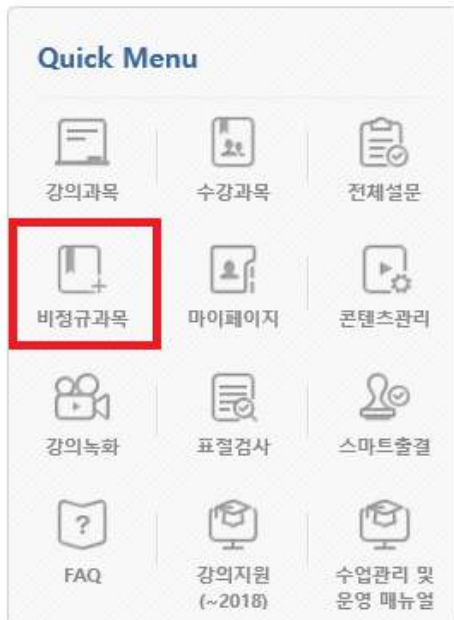 Quick Menu
강의과목 수강과목 전체설문
비정규과목 마이페이지 콘텐츠관리
강의녹화 표절검사 스마트출결
? 
FAQ 강의지원 수업관리 및
(~2018) 운영 매뉴얼